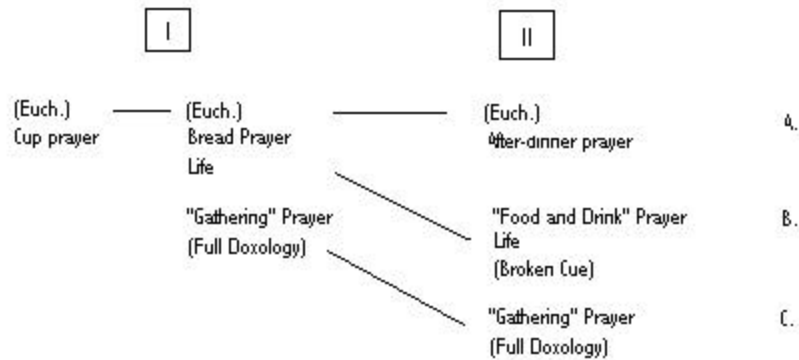 I
II
(Euch.)
Cup prayer
(Euch.)
Bread Prayer
Life
"Gathering" Prayer
(Full Doxology)
(Euch.)
After-dinner prayer
A.
"Food and Drink" Prayer
Life
(Broken Cue)
B.
"Gathering" Prayer
(Full Doxology)
C.